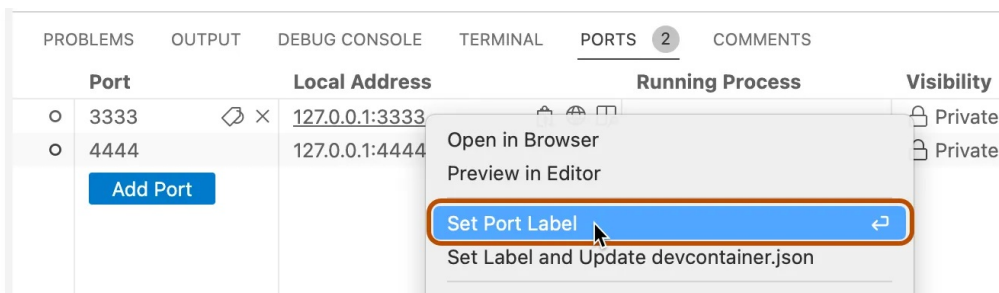 PROBLEMS OUTPUT DEBUG CONSOLE TERMINAL PORTS 2 COMMENTS
Port Local Address Running Process Visibility
3333 127.0.0.1:3333 Private
4444 127.0.0.1:4444 Private
Add Port
Open in Browser
Preview in Editor
Set Port Label
Set Label and Update devcontainer.json